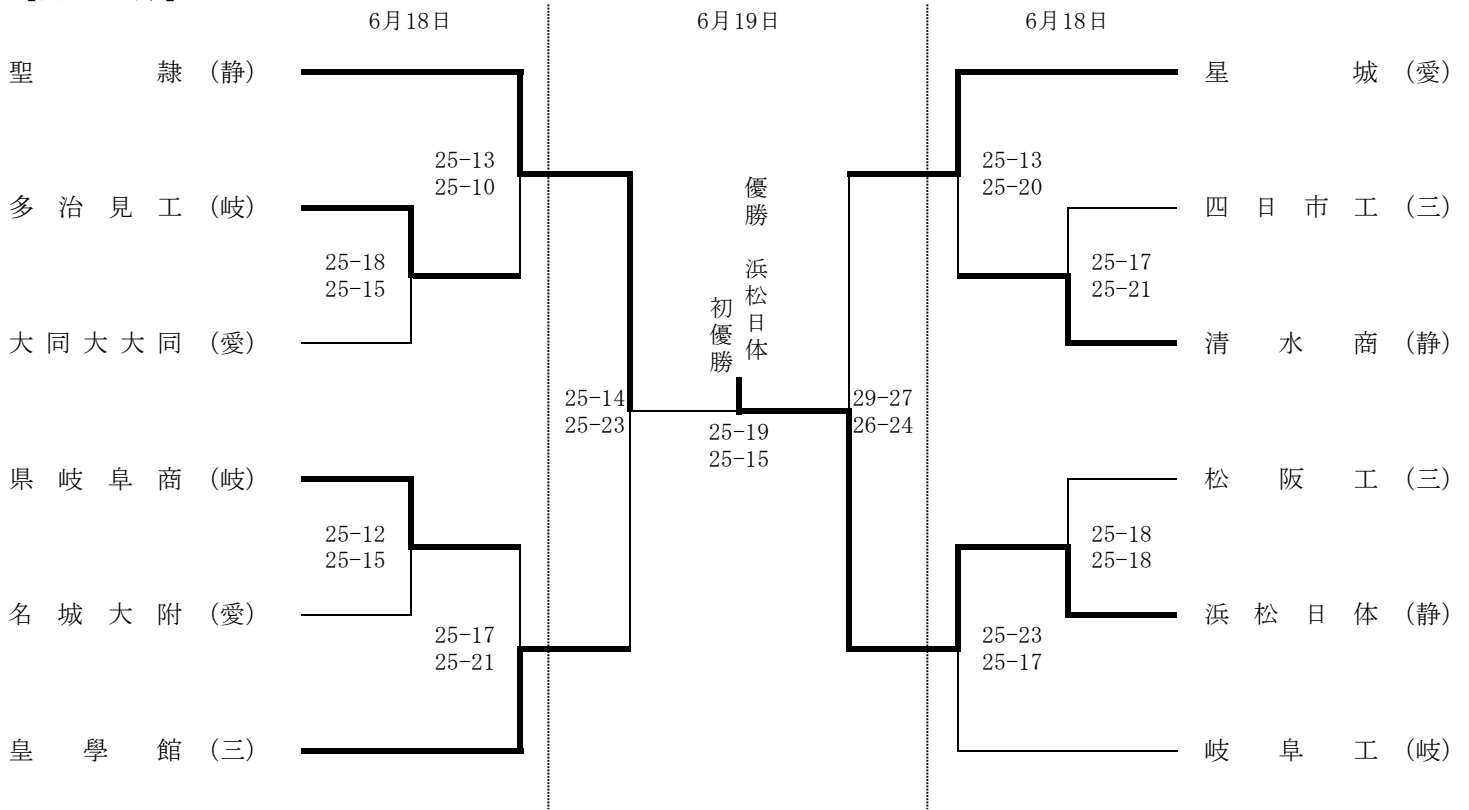 6月18日
6月19日
6月18日
聖隷 (静)
多治見工 (岐)
大同大大同 (愛)
県岐阜商 (岐)
名城大附 (愛)
皇學館 (三)
25-13
25-10
25-18
25-15
25-12
25-15
25-17
25-21
25-14
25-23
優勝 浜松日体
初優勝
25-19
25-15
29-27
26-24
25-13
25-20
25-17
25-21
25-18
25-18
25-23
25-17
星城 (愛)
四日市工 (三)
清水商 (静)
松阪工 (三)
浜松日体 (静)
岐阜工 (岐)